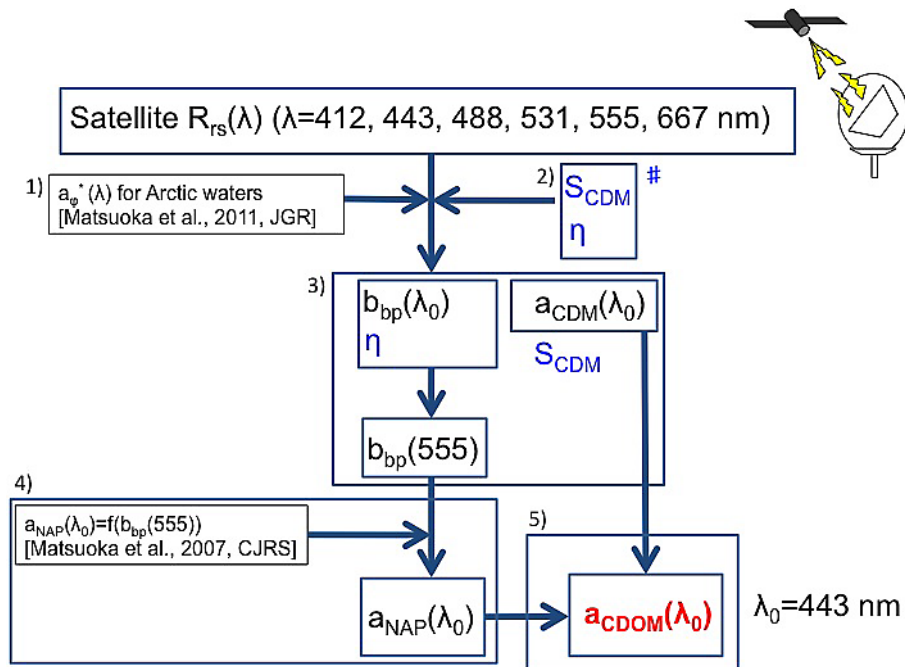 Satellite Rrs(λ) (λ=412, 443, 488, 531, 555, 667 nm)
1)
aφ*(λ) for Arctic waters
[Matsuoka et al., 2011, JGR]
2)
SCDM
η
#
3)
bbp(λ0)
η
aCDM(λ0)
SCDM
bbp(555)
4)
aNAP(λ0)=f(bbp(555))
[Matsuoka et al., 2007, CJRS]
aNAP(λ0)
5)
aCDOM(λ0)
λ0=443 nm